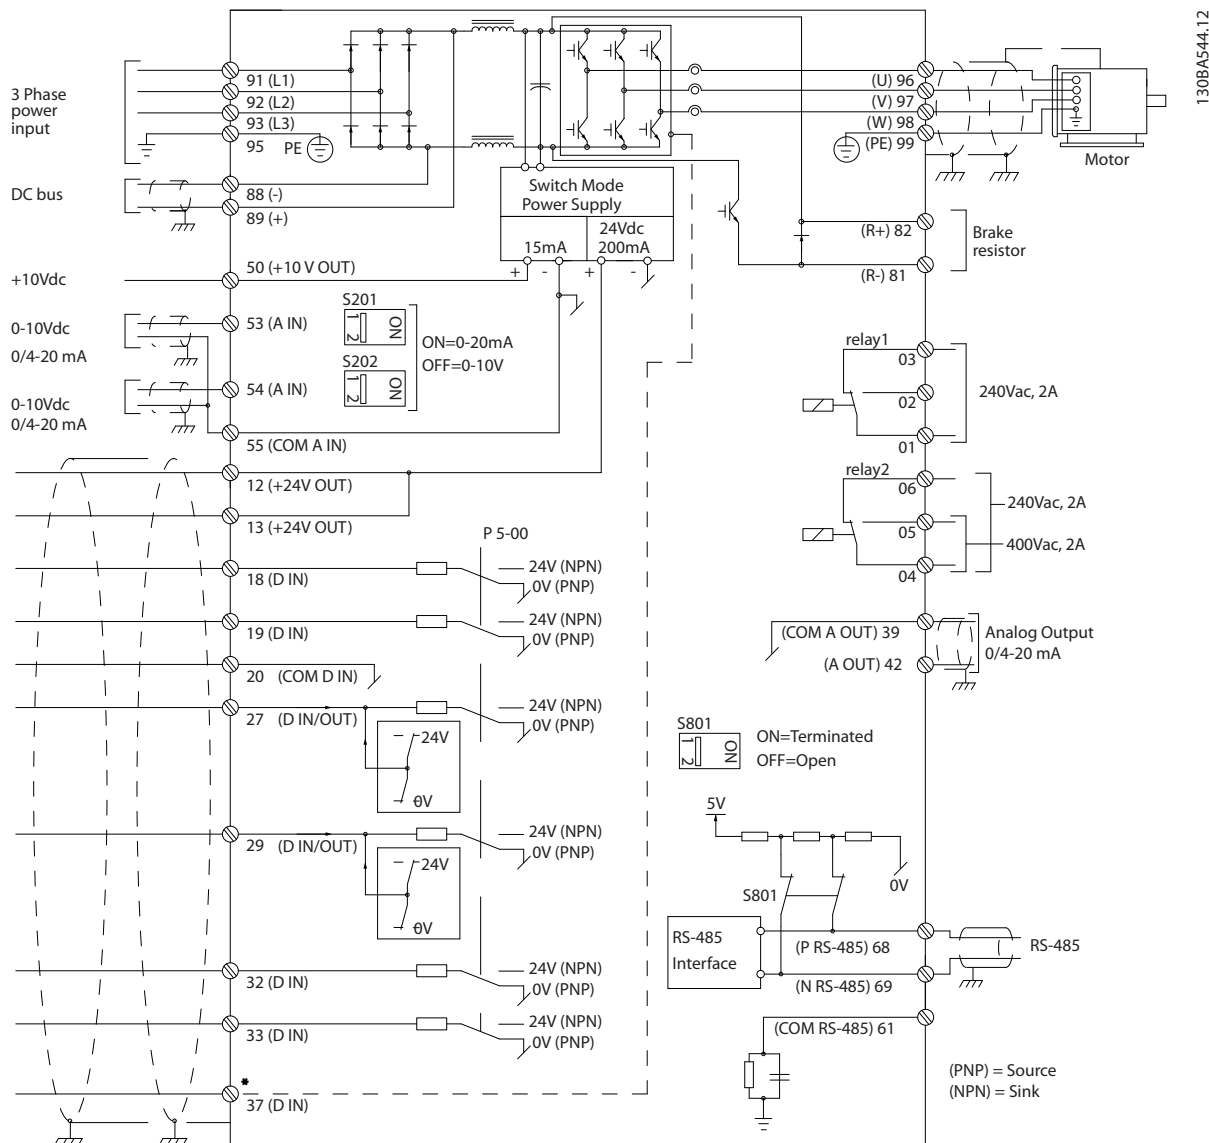 130BA544.12
3 Phase
power
input
91 (L1)
92 (L2)
93 (L3)
95
PE
DC bus
88 (-)
89 (+)
Switch Mode
Power Supply
15mA
24Vdc
200mA
+
-
+
-
(U) 96
(V) 97
(W) 98
(PE) 99
Motor
(R+) 82
(R-) 81
Brake
resistor
+10Vdc
50 (+10 V OUT)
0-10Vdc
0/4-20 mA
53 (A IN)
S201
1 2
ON
ON=0-20mA
OFF=0-10V
S202
1 2
ON
0-10Vdc
0/4-20 mA
54 (A IN)
55 (COM A IN)
relay1
03
02
01
240Vac, 2A
relay2
06
05
04
240Vac, 2A
400Vac, 2A
12 (+24V OUT)
13 (+24V OUT)
P 5-00
18 (D IN)
24V (NPN)
0V (PNP)
19 (D IN)
24V (NPN)
0V (PNP)
20 (COM D IN)
27 (D IN/OUT)
24V (NPN)
0V (PNP)
24V
0V
29 (D IN/OUT)
24V (NPN)
0V (PNP)
24V
0V
32 (D IN)
24V (NPN)
0V (PNP)
33 (D IN)
24V (NPN)
0V (PNP)
*
37 (D IN)
(COM A OUT) 39
(A OUT) 42
Analog Output
0/4-20 mA
S801
1 2
ON
ON=Terminated
OFF=Open
5V
0V
S801
RS-485
Interface
(P RS-485) 68
(N RS-485) 69
RS-485
(COM RS-485) 61
(PNP) = Source
(NPN) = Sink